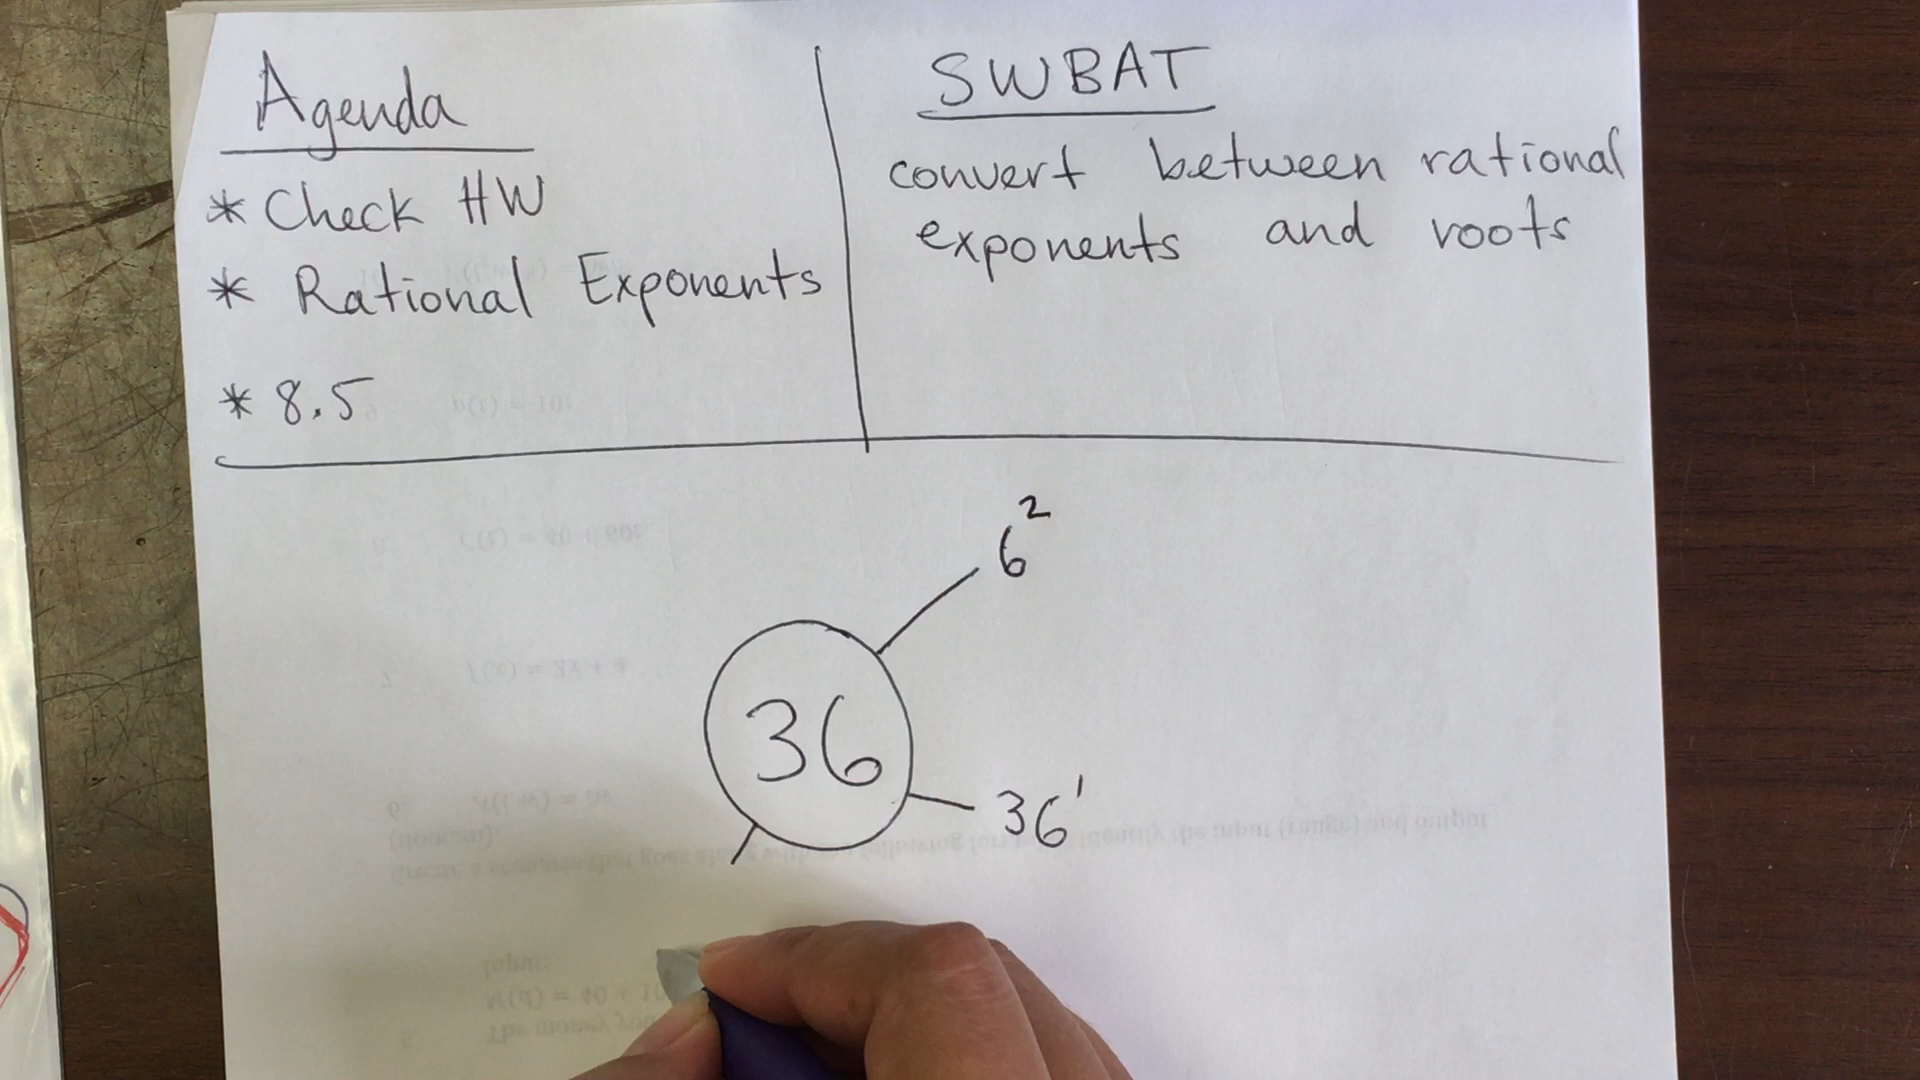 Agenda
* Check HW
* Rational Exponents
* 8.5
SWBAT
convert between rational
exponents and roots
6²
36
36¹